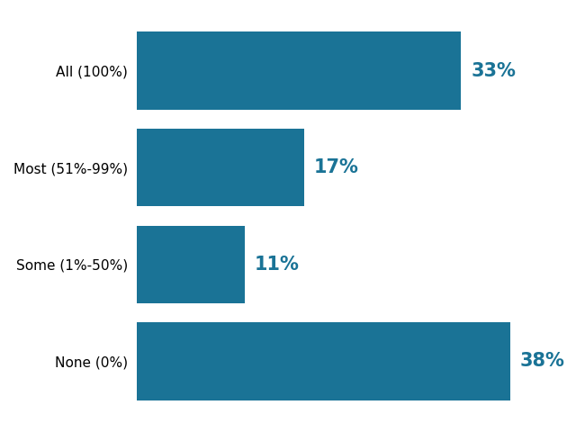 All (100%) 33%
Most (51%-99%) 17%
Some (1%-50%) 11%
None (0%) 38%